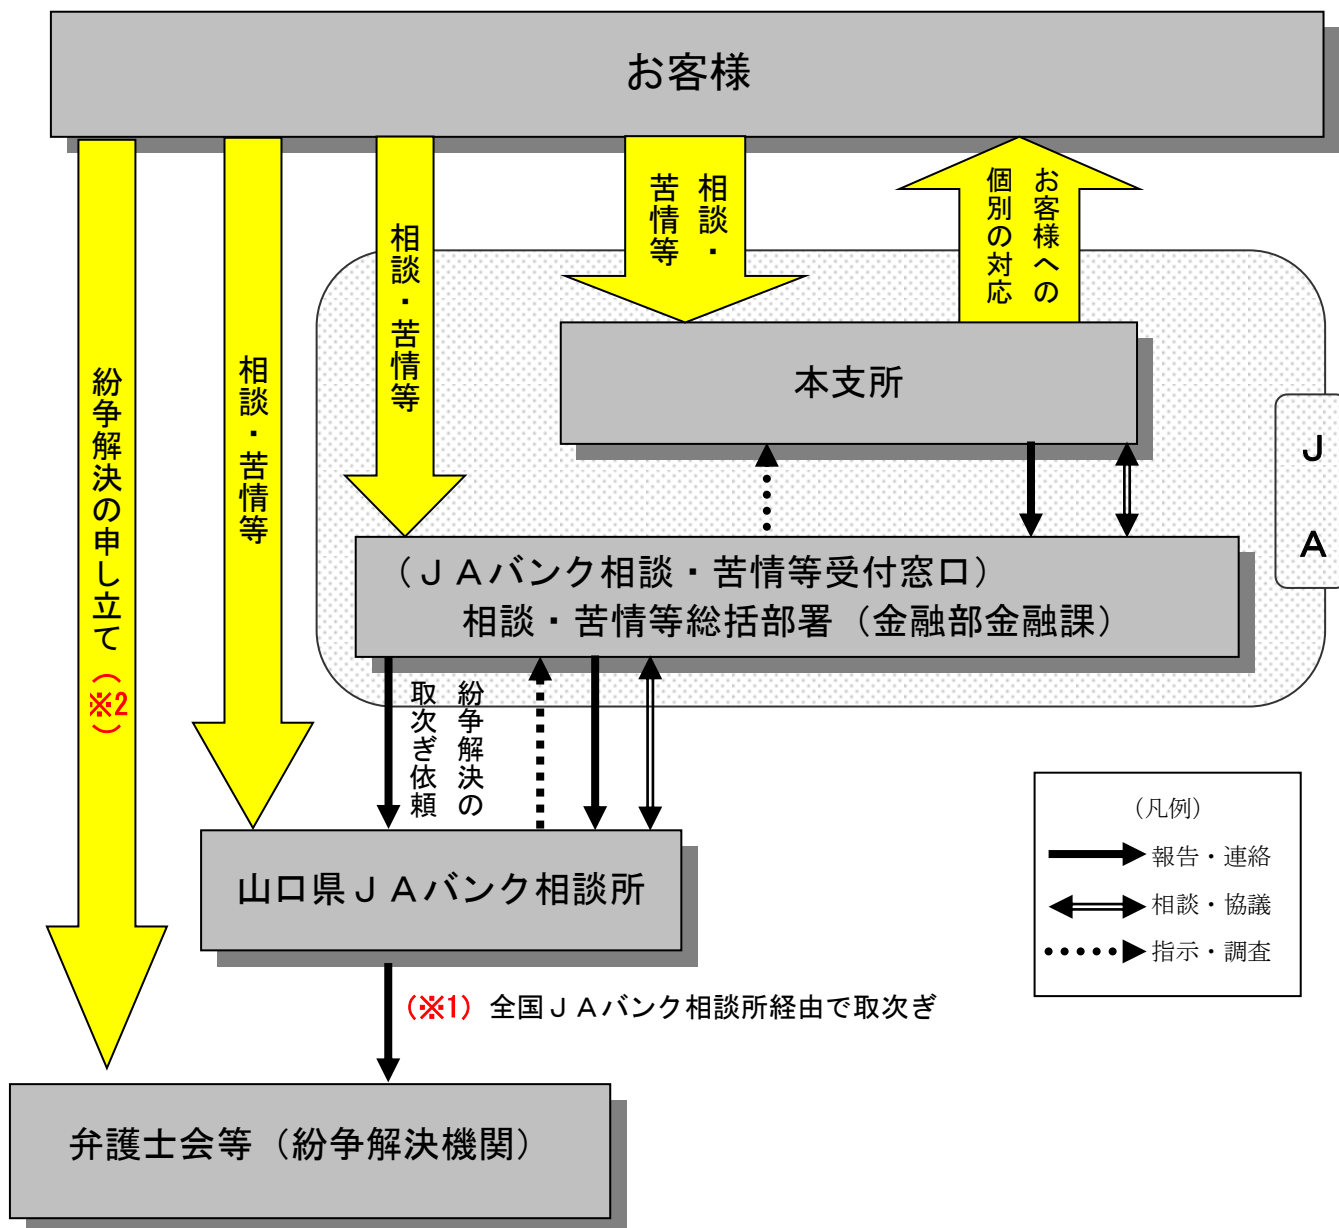 お客様
紛争解決の申し立て（※2）
相談・苦情等
相談・苦情等
相談・
苦情等
お客様への
個別の対応
本支所
JA
（ＪＡバンク相談・苦情等受付窓口）
相談・苦情等総括部署（金融部金融課）
紛争解決の
取次ぎ依頼
山口県ＪＡバンク相談所
（※1）全国ＪＡバンク相談所経由で取次ぎ
弁護士会等（紛争解決機関）
（凡例）
報告・連絡
相談・協議
指示・調査